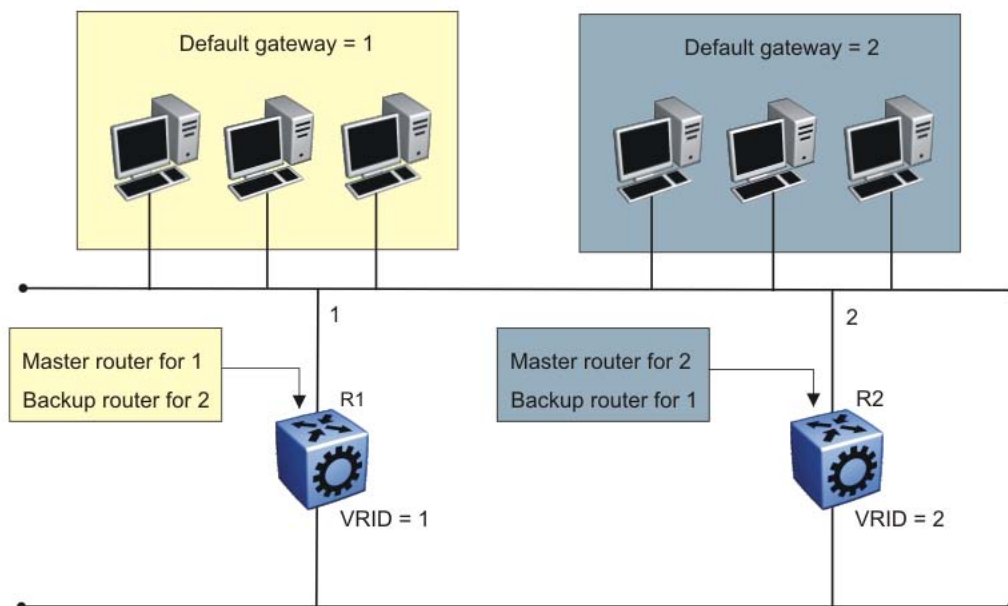 Default gateway = 1
Default gateway = 2
1
2
Master router for 1
Backup router for 2
R1
VRID = 1
Master router for 2
Backup router for 1
R2
VRID = 2